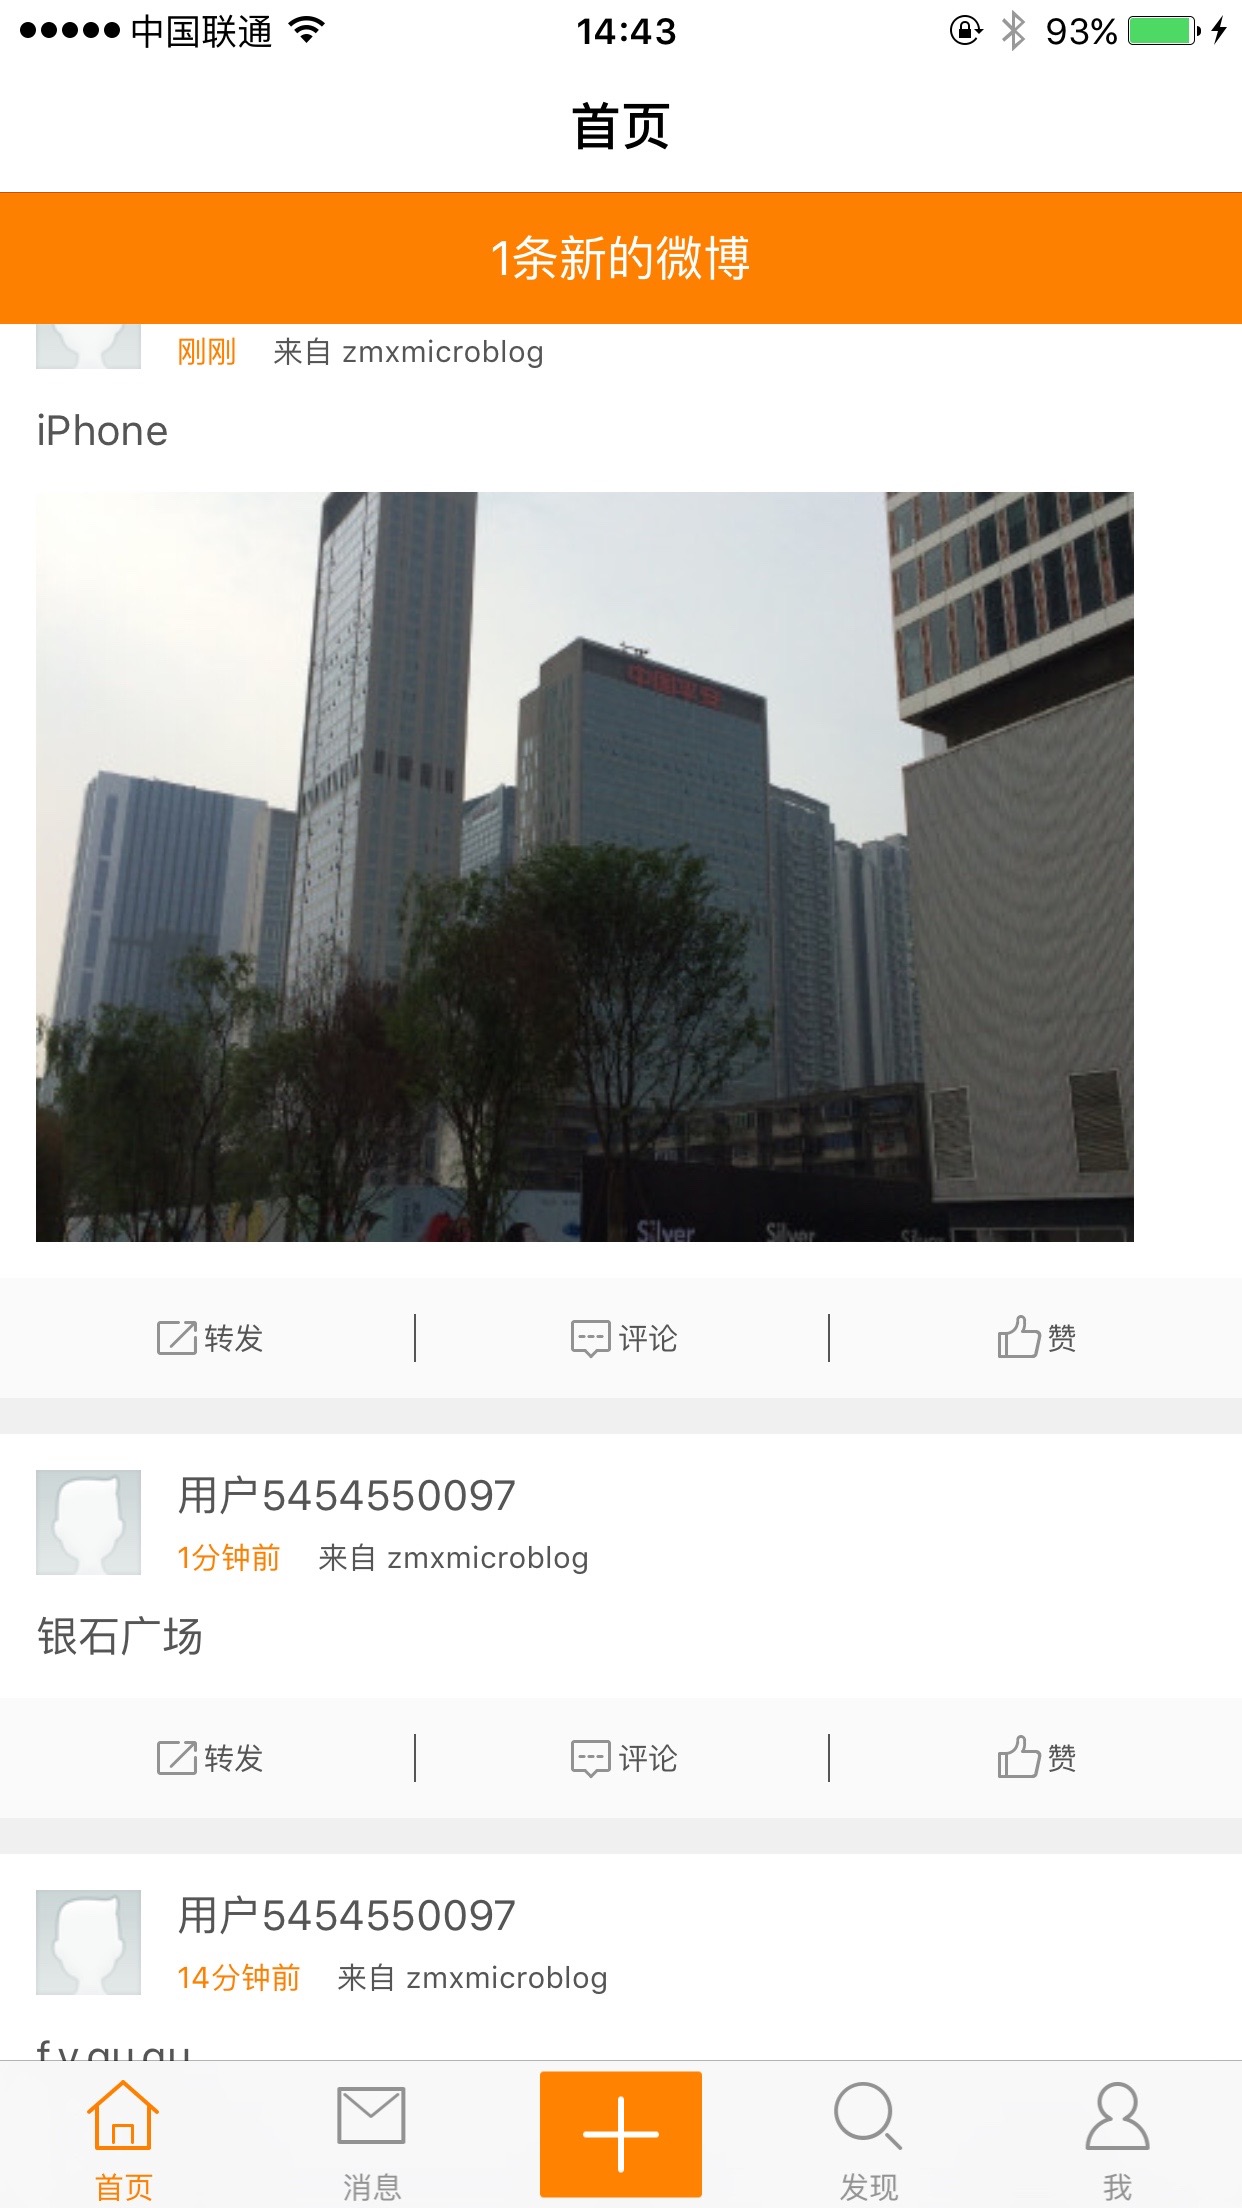 中国联通 14:43 93%
首页
1条新的微博
刚刚 来自 zmxmicroblog
iPhone
中国平安
Silver Silver
转发 评论 赞
用户5454550097
1分钟前 来自 zmxmicroblog
银石广场
转发 评论 赞
用户5454550097
14分钟前 来自 zmxmicroblog
首页 消息 发现 我